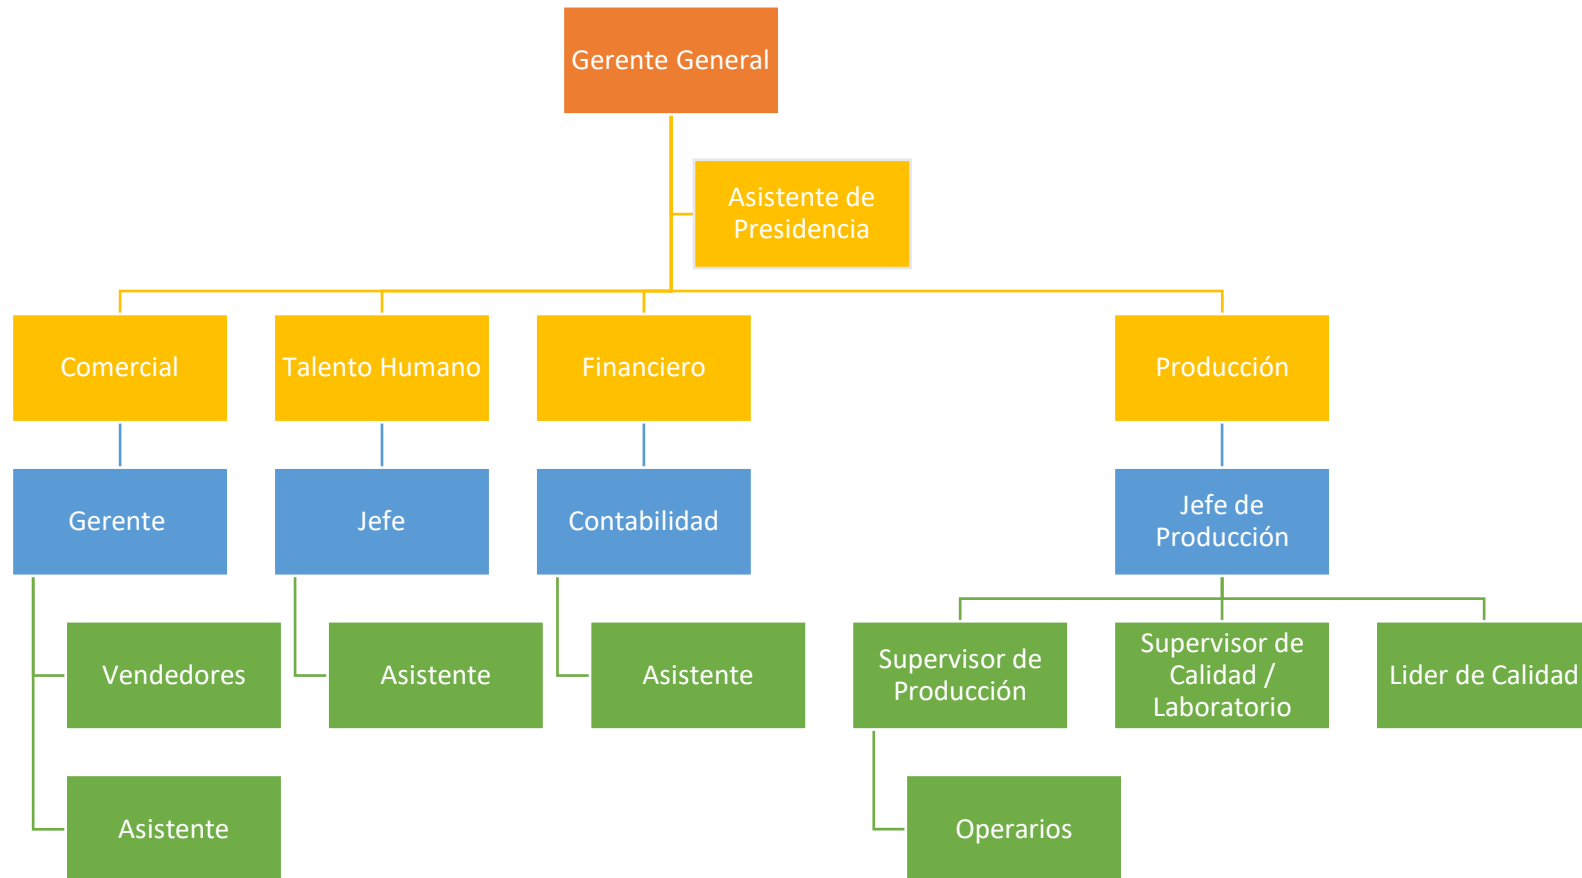 Gerente General
Asistente de
Presidencia
Comercial
Talento Humano
Financiero
Producción
Gerente
Jefe
Contabilidad
Jefe de
Producción
Vendedores
Asistente
Asistente
Supervisor de
Producción
Supervisor de
Calidad /
Laboratorio
Lider de Calidad
Asistente
Operarios